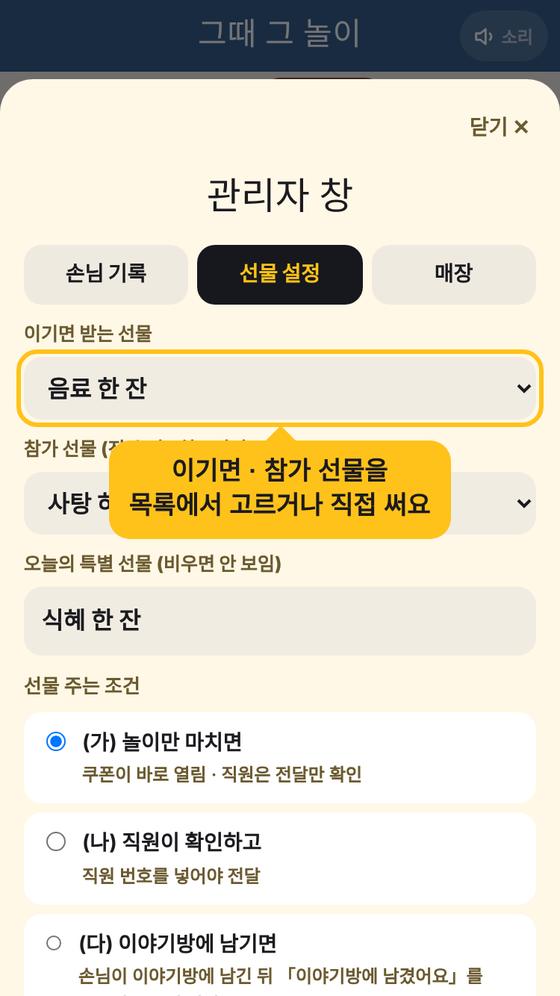 그때 그 놀이
소리
닫기 ×
관리자 창
손님 기록
선물 설정
매장
이기면 받는 선물
음료 한 잔
참가 선물
이기면 · 참가 선물을
목록에서 고르거나 직접 써요
사탕
오늘의 특별 선물 (비우면 안 보임)
식혜 한 잔
선물 주는 조건
(가) 놀이만 마치면
쿠폰이 바로 열림 · 직원은 전달만 확인
(나) 직원이 확인하고
직원 번호를 넣어야 전달
(다) 이야기방에 남기면
손님이 이야기방에 남긴 뒤 「이야기방에 남겼어요」를